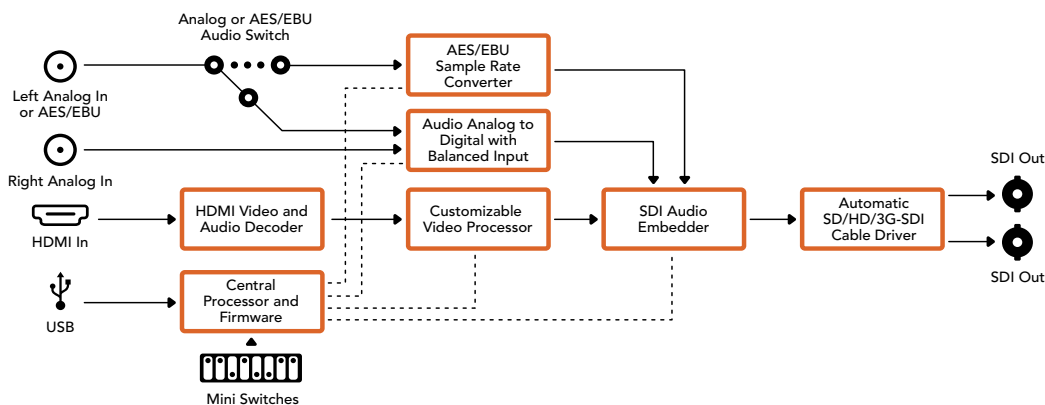 Analog or AES/EBU
Audio Switch
Left Analog In
or AES/EBU
AES/EBU
Sample Rate
Converter
Right Analog In
Audio Analog to
Digital with
Balanced Input
HDMI In
HDMI Video and
Audio Decoder
Customizable
Video Processor
SDI Audio
Embedder
Automatic
SD/HD/3G-SDI
Cable Driver
SDI Out
SDI Out
USB
Central
Processor and
Firmware
Mini Switches